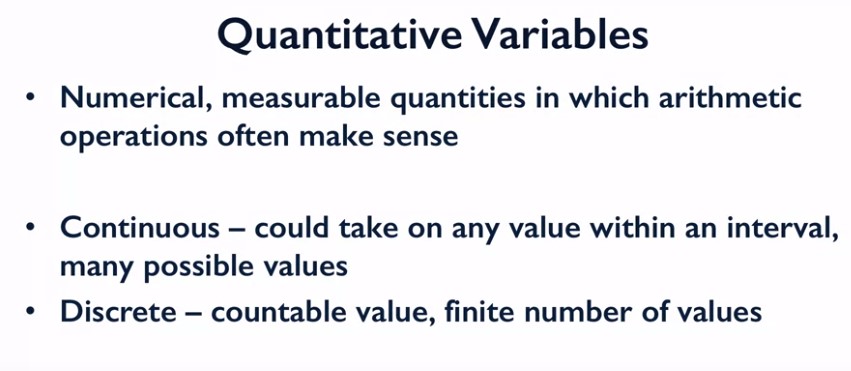 Quantitative Variables
• Numerical, measurable quantities in which arithmetic
operations often make sense
• Continuous – could take on any value within an interval,
many possible values
• Discrete – countable value, finite number of values